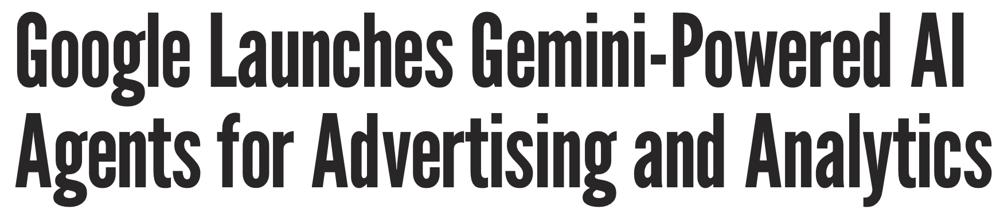 Google Launches Gemini-Powered AI
Agents for Advertising and Analytics